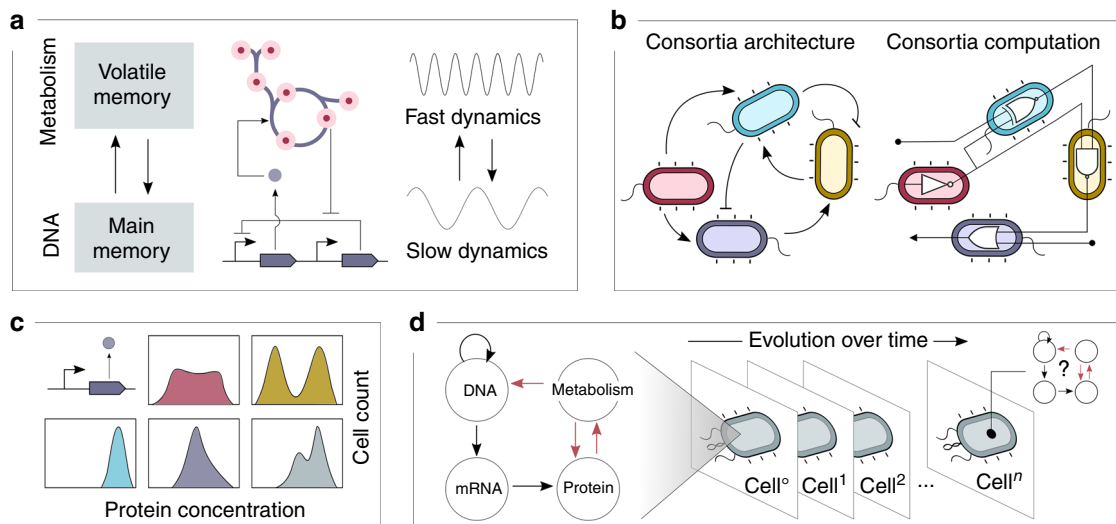 a
Metabolism
DNA
Volatile
memory
Main
memory
Fast dynamics
Slow dynamics
b
Consortia architecture
Consortia computation
c
Cell count
Protein concentration
d
DNA
Metabolism
mRNA
Protein
Evolution over time
Cell°
Cell¹
Cell²
...
Cellⁿ
?